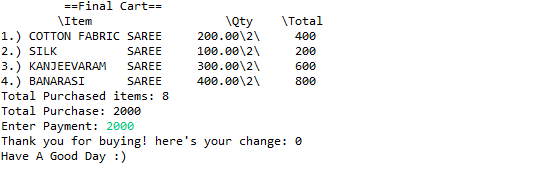 ==Final Cart==
\Item \Qty \Total
1.) COTTON FABRIC SAREE 200.00\2\ 400
2.) SILK SAREE 100.00\2\ 200
3.) KANJEEVARAM SAREE 300.00\2\ 600
4.) BANARASI SAREE 400.00\2\ 800
Total Purchased items: 8
Total Purchase: 2000
Enter Payment: 2000
Thank you for buying! here's your change: 0
Have A Good Day :)